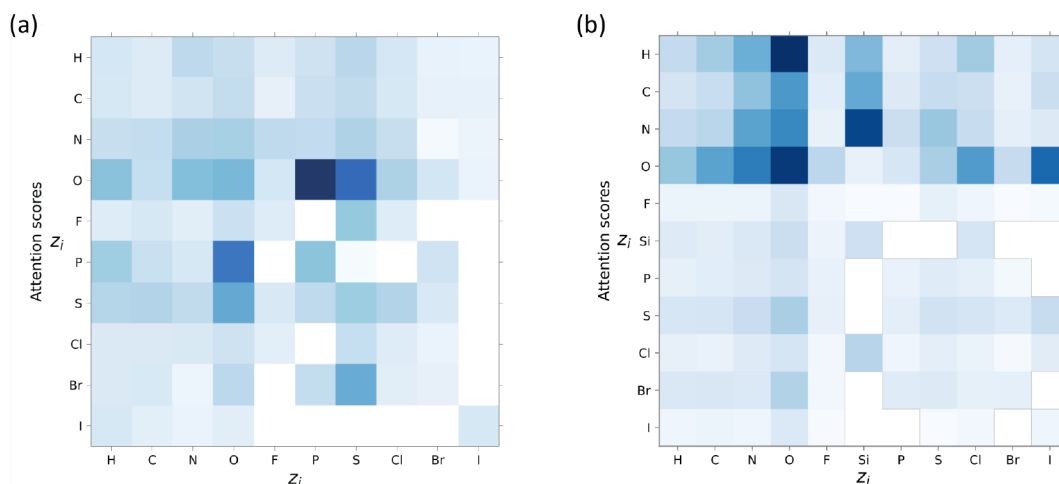 (a)
Attention scores
Z_i
H
C
N
O
F
P
S
Cl
Br
I
H C N O F P S Cl Br I
Z_i
(b)
Attention scores
Z_i
H
C
N
O
F
Si
P
S
Cl
Br
I
H C N O F Si P S Cl Br I
Z_i